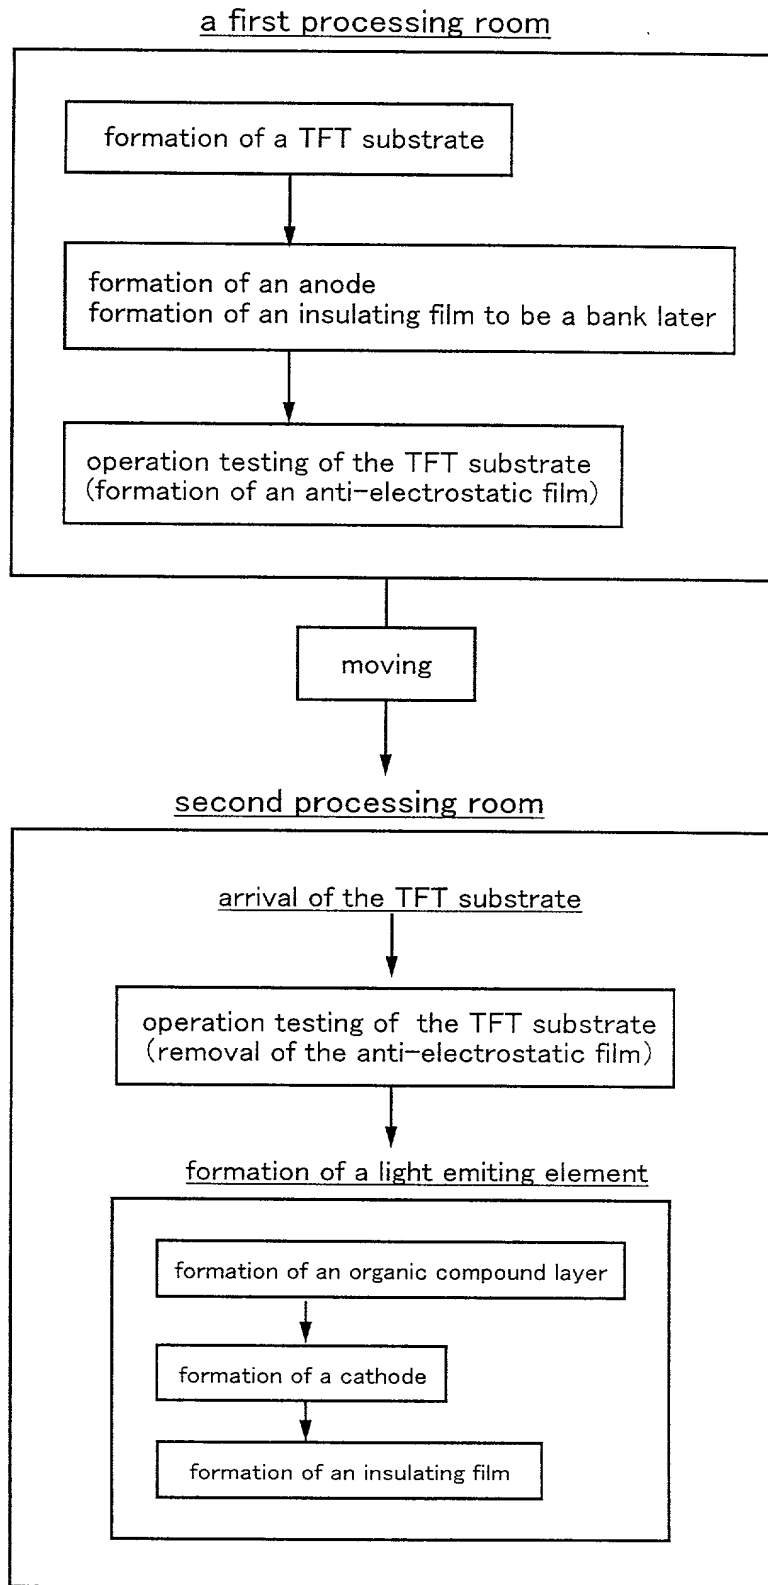 a first processing room
formation of a TFT substrate
formation of an anode
formation of an insulating film to be a bank later
operation testing of the TFT substrate
(formation of an anti-electrostatic film)
moving
second processing room
arrival of the TFT substrate
operation testing of the TFT substrate
(removal of the anti-electrostatic film)
formation of a light emiting element
formation of an organic compound layer
formation of a cathode
formation of an insulating film